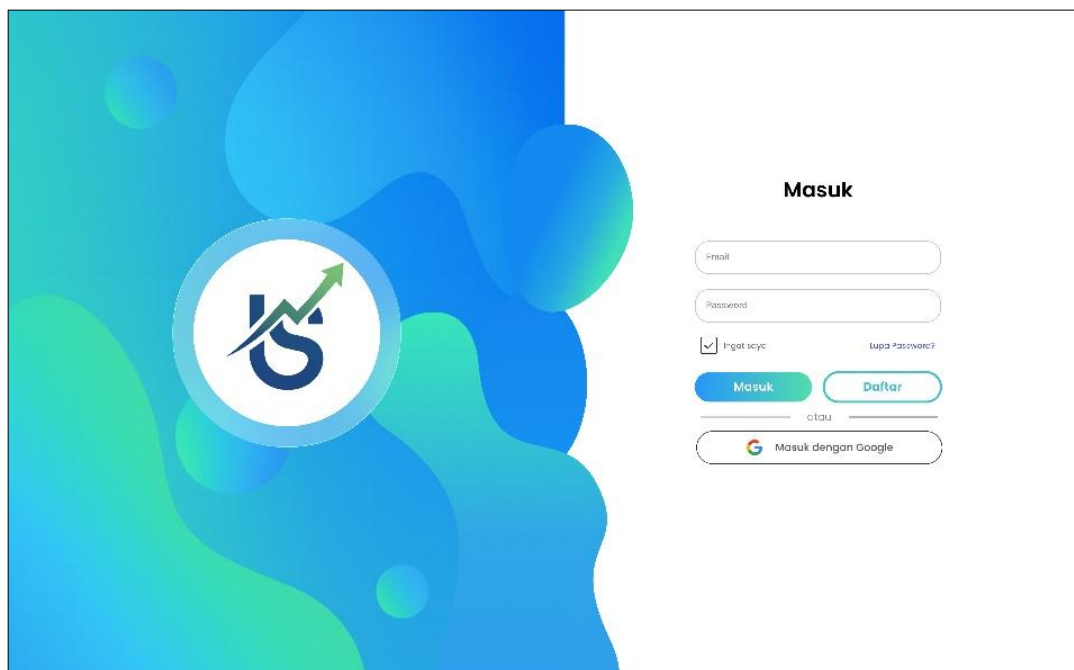 Masuk
Email
Password
Ingat saya
Lupa Password?
Masuk
Daftar
atau
Masuk dengan Google